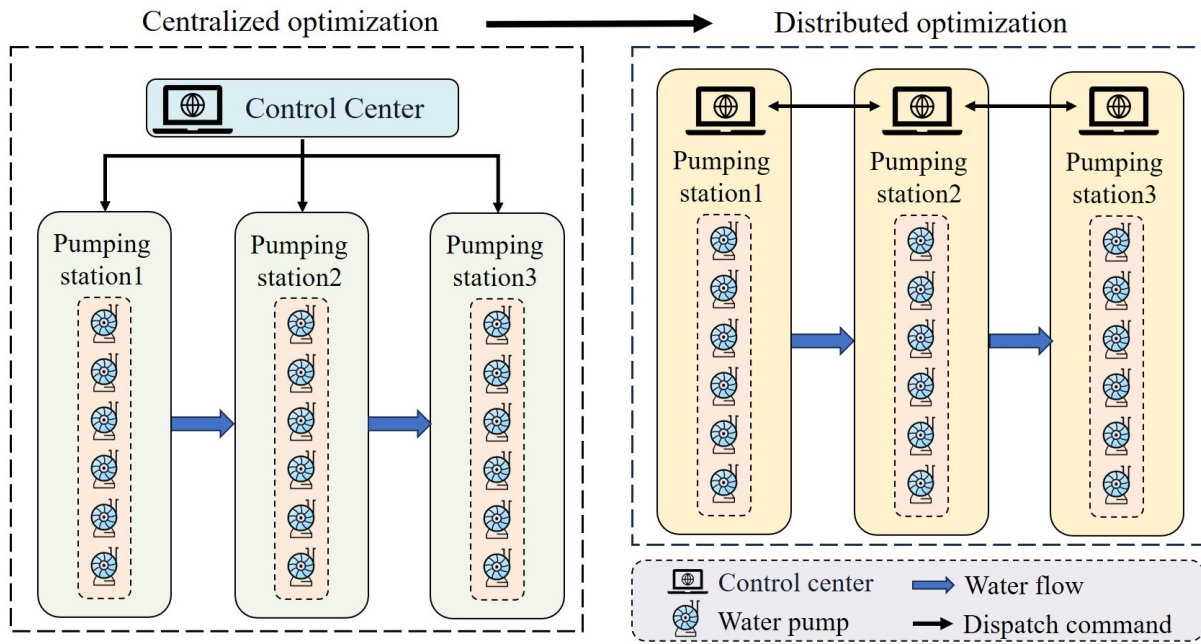 Centralized optimization
Distributed optimization
Control Center
Pumping
station1
Pumping
station2
Pumping
station3
Pumping
station1
Pumping
station2
Pumping
station3
Control center
Water flow
Water pump
Dispatch command